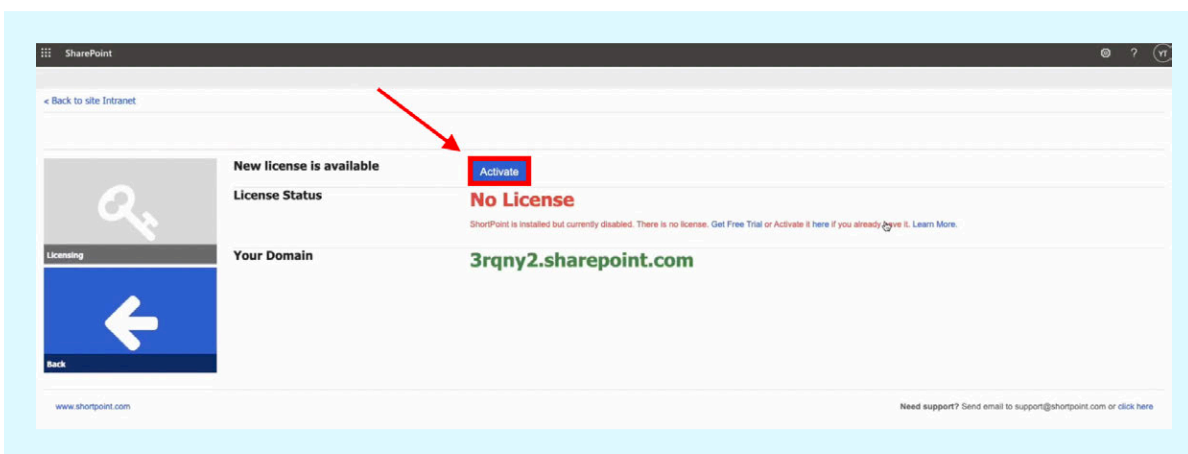 SharePoint
? YT
< Back to site Intranet
New license is available
Activate
License Status
No License
ShortPoint is installed but currently disabled. There is no license. Get Free Trial or Activate it here if you already have it. Learn More.
Licensing
Your Domain
3rqny2.sharepoint.com
Back
www.shortpoint.com
Need support? Send email to support@shortpoint.com or click here